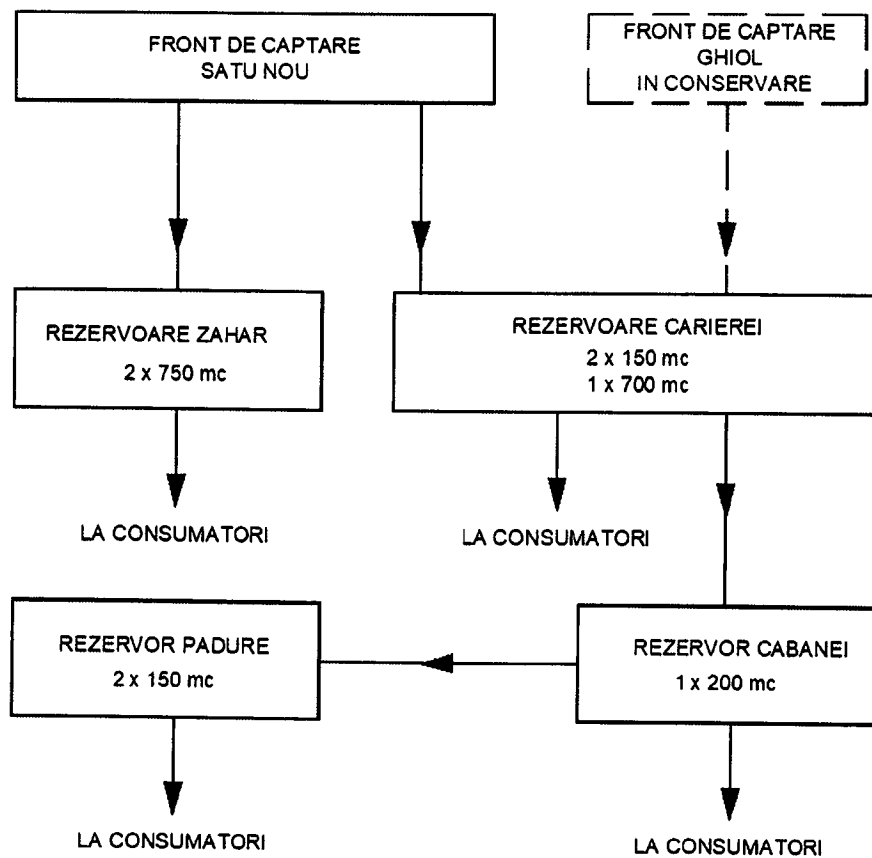 FRONT DE CAPTARE
SATU NOU
FRONT DE CAPTARE
GHIOL
IN CONSERVARE
REZERVOARE ZAHAR
2 x 750 mc
REZERVOARE CARIEREI
2 x 150 mc
1 x 700 mc
LA CONSUMATORI
LA CONSUMATORI
REZERVOR PADURE
2 x 150 mc
REZERVOR CABANEI
1 x 200 mc
LA CONSUMATORI
LA CONSUMATORI